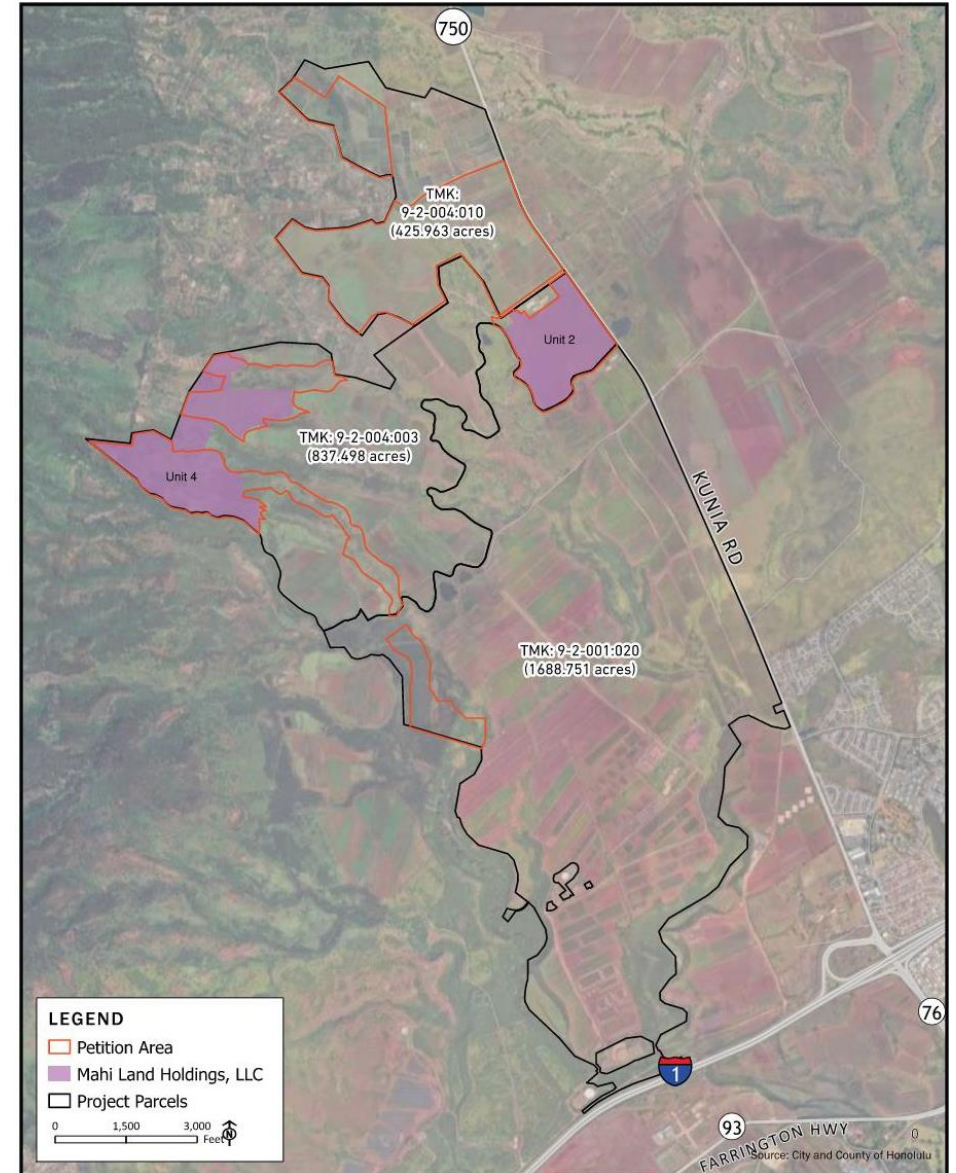 750
TMK:
9-2-004:010
(425.963 acres)
Unit 2
TMK: 9-2-004:003
(837.498 acres)
Unit 4
KUNIA RD
TMK: 9-2-001:020
(1688.751 acres)
76
1
93
FARRINGTON HWY
0
Source: City and County of Honolulu
LEGEND
Petition Area
Mahi Land Holdings, LLC
Project Parcels
0 1,500 3,000
Feet
N